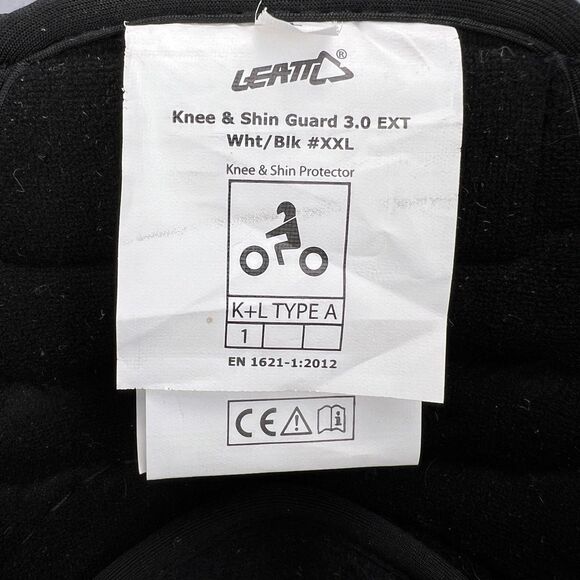 LEATT®
Knee & Shin Guard 3.0 EXT
Wht/Blk #XXL
Knee & Shin Protector
K+L TYPE A
1
EN 1621-1:2012
CE